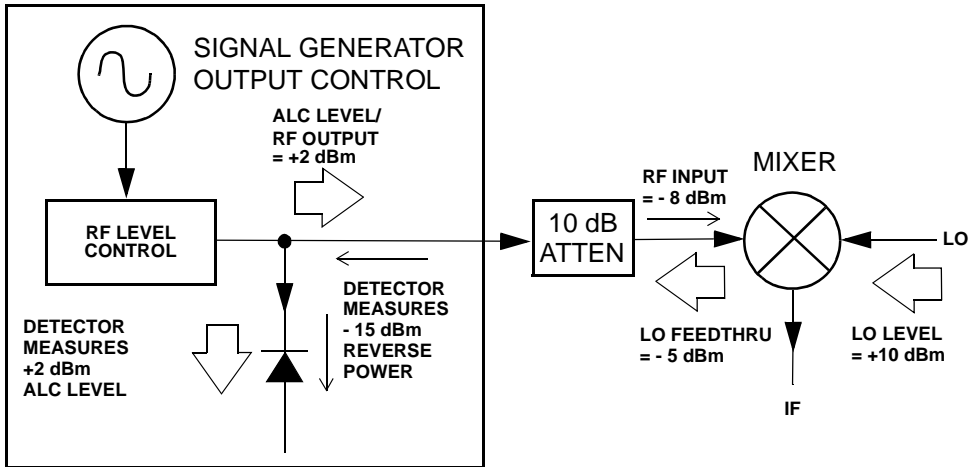 SIGNAL GENERATOR
OUTPUT CONTROL
ALC LEVEL/
RF OUTPUT
= +2 dBm
RF LEVEL
CONTROL
DETECTOR
MEASURES
+2 dBm
ALC LEVEL
DETECTOR
MEASURES
- 15 dBm
REVERSE
POWER
10 dB
ATTEN
RF INPUT
= - 8 dBm
MIXER
LO
LO FEEDTHRU
= - 5 dBm
LO LEVEL
= +10 dBm
IF